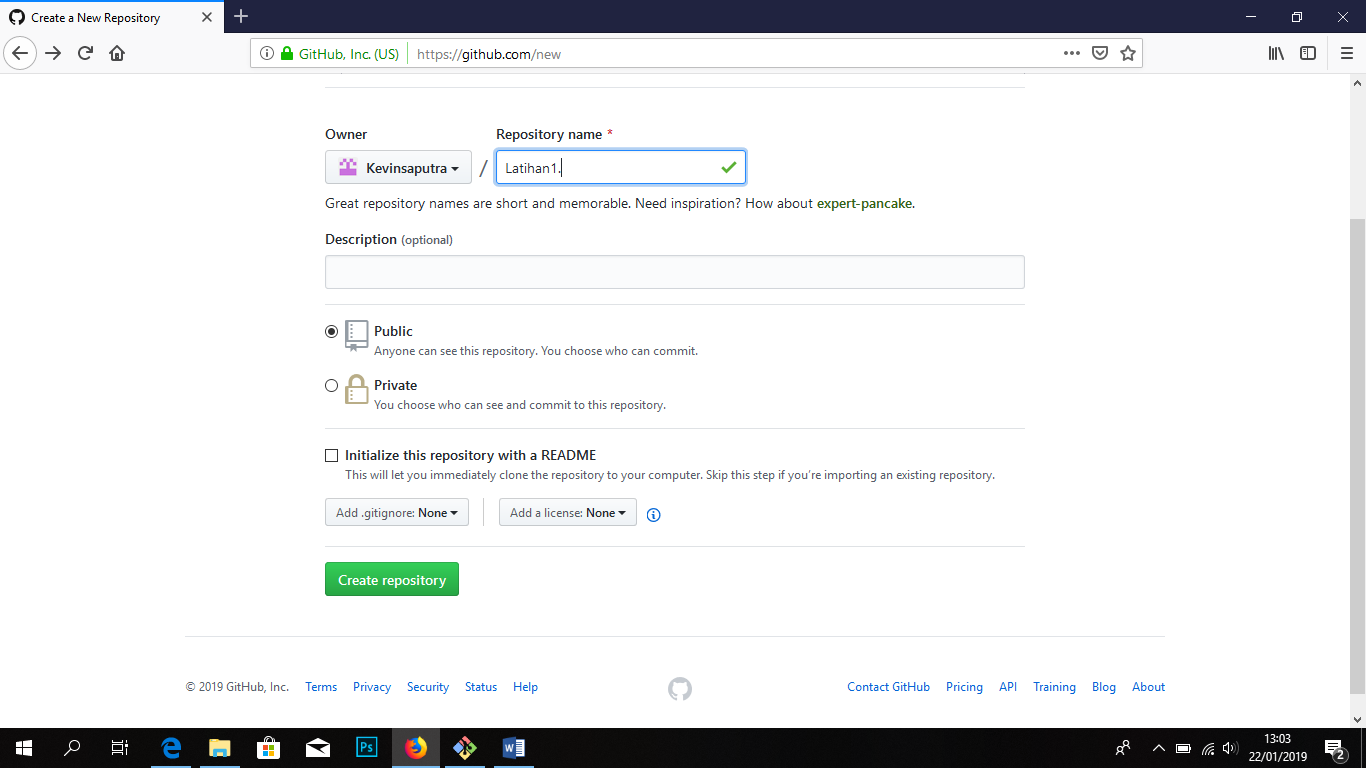 Create a New Repository
GitHub, Inc. (US)
https://github.com/new
Owner
Repository name *
Kevinsaputra
/
Latihan1.
Great repository names are short and memorable. Need inspiration? How about expert-pancake.
Description (optional)
Public
Anyone can see this repository. You choose who can commit.
Private
You choose who can see and commit to this repository.
Initialize this repository with a README
This will let you immediately clone the repository to your computer. Skip this step if you're importing an existing repository.
Add .gitignore: None
Add a license: None
Create repository
© 2019 GitHub, Inc. Terms Privacy Security Status Help
Contact GitHub Pricing API Training Blog About
Ps
13:03
22/01/2019
2